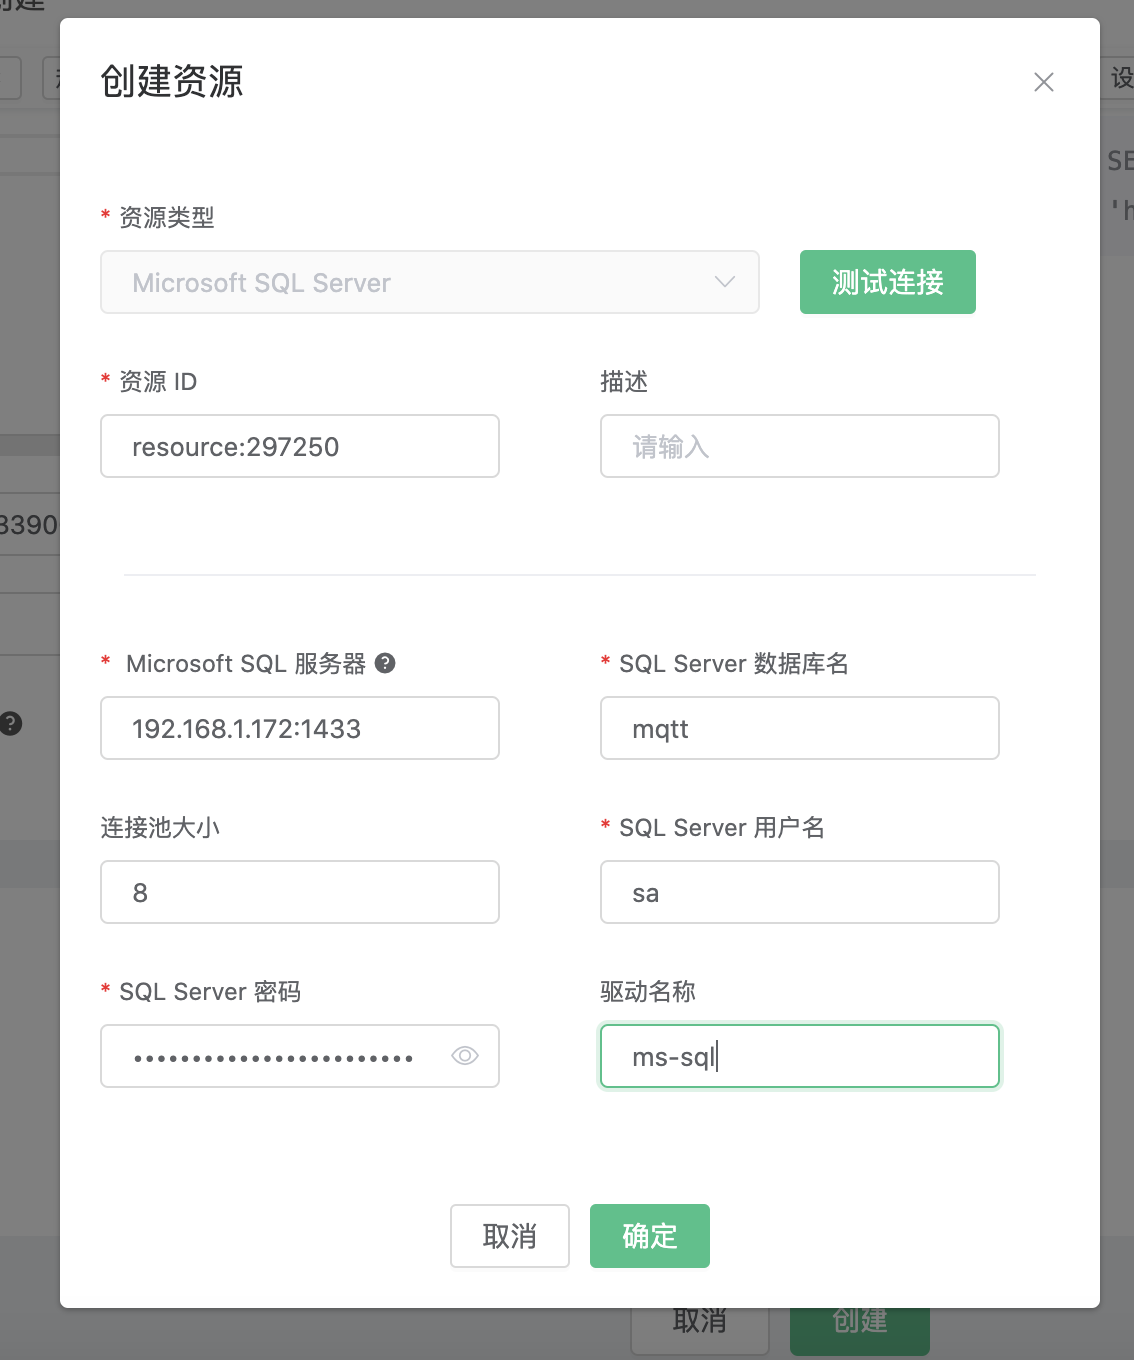 创建资源
设
* 资源类型
Microsoft SQL Server
测试连接
SE
'h
* 资源 ID
描述
resource:297250
请输入
3390
* Microsoft SQL 服务器 ?
* SQL Server 数据库名
192.168.1.172:1433
mqtt
?
连接池大小
* SQL Server 用户名
8
sa
* SQL Server 密码
驱动名称
•••••••••••••••••••••••
ms-sql
取消
确定
取消
创建